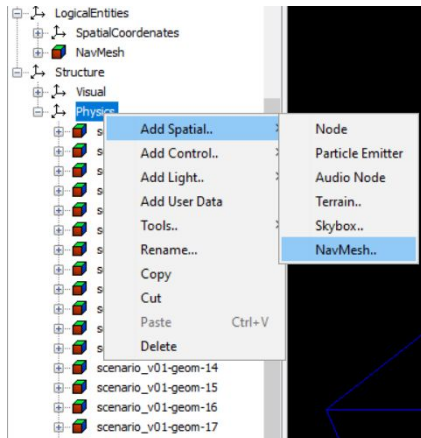 LogicalEntities
SpatialCoordenates
NavMesh
Structure
Visual
Physics
Add Spatial..
Add Control..
Add Light..
Add User Data
Tools..
Rename...
Copy
Cut
Paste Ctrl+V
Delete
Node
Particle Emitter
Audio Node
Terrain..
Skybox..
NavMesh..
scenario_v01-geom-14
scenario_v01-geom-15
scenario_v01-geom-16
scenario_v01-geom-17